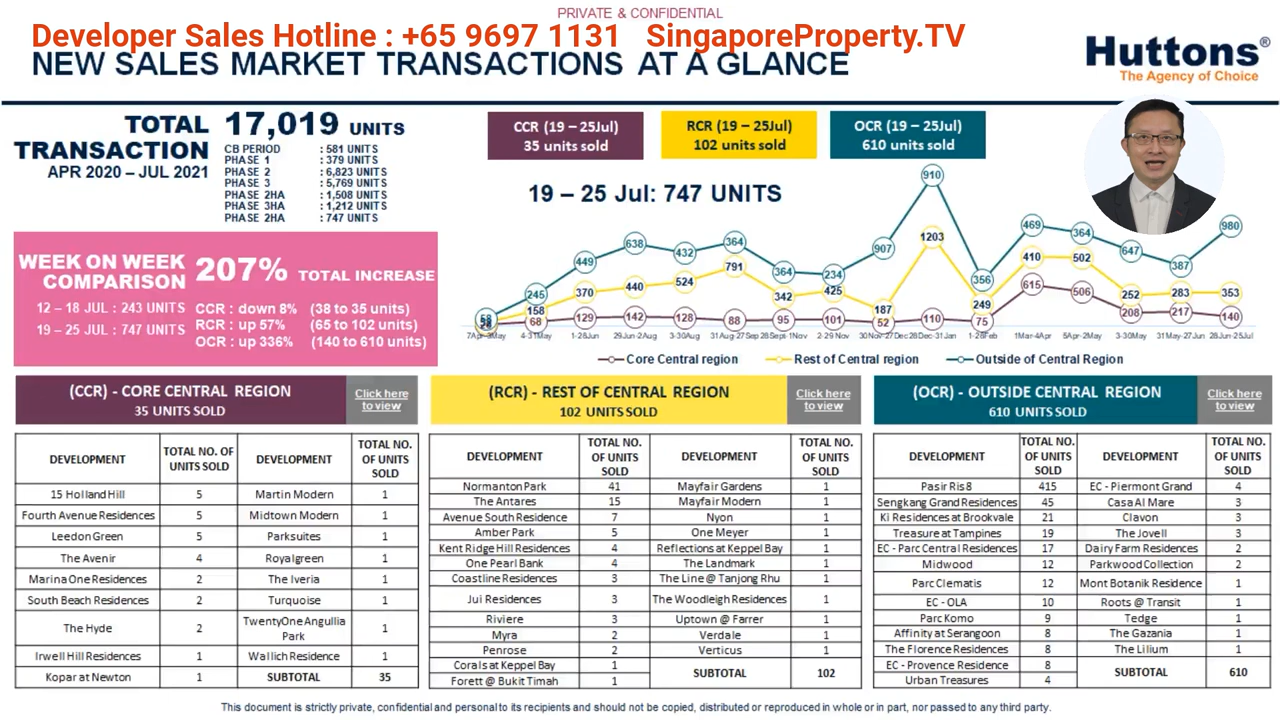 PRIVATE & CONFIDENTIAL
Developer Sales Hotline : +65 9697 1131 SingaporeProperty.TV
NEW SALES MARKET TRANSACTIONS AT A GLANCE
Huttons®
The Agency of Choice
TOTAL TRANSACTION
APR 2020 – JUL 2021
17,019 UNITS
CB PERIOD : 581 UNITS
PHASE 1 : 379 UNITS
PHASE 2 : 6,823 UNITS
PHASE 3 : 5,769 UNITS
PHASE 2HA : 1,508 UNITS
PHASE 3HA : 1,212 UNITS
PHASE 2HA : 747 UNITS
WEEK ON WEEK COMPARISON
12 – 18 JUL : 243 UNITS
19 – 25 JUL : 747 UNITS
207% TOTAL INCREASE
CCR : down 8% (38 to 35 units)
RCR : up 57% (65 to 102 units)
OCR : up 336% (140 to 610 units)
CCR (19 – 25Jul)
35 units sold
RCR (19 – 25Jul)
102 units sold
OCR (19 – 25Jul)
610 units sold
19 – 25 Jul: 747 UNITS
58 245 449 638 432 364 364 234 907 910 356 469 364 647 387 980
158 370 440 524 791 342 425 187 1203 249 410 502 252 283 353
68 129 142 128 88 95 101 52 110 75 615 506 208 217 140
7Apr-3May 4-31May 1-28Jun 29Jun-2Aug 3-30Aug 31Aug-27Sep 28Sept-1Nov 2-29 Nov 30Nov-27Dec 28Dec-31Jan 1-28Feb 1Mar-4Apr 5Apr-2May 3-30May 31May-27Jun 28Jun-25Jul
Core Central region Rest of Central region Outside of Central Region
(CCR) - CORE CENTRAL REGION
35 UNITS SOLD
Click here to view
DEVELOPMENT TOTAL NO. OF UNITS SOLD DEVELOPMENT TOTAL NO. OF UNITS SOLD
15 Holland Hill 5 Martin Modern 1
Fourth Avenue Residences 5 Midtown Modern 1
Leedon Green 5 Parksuites 1
The Avenir 4 Royalgreen 1
Marina One Residences 2 The Iveria 1
South Beach Residences 2 Turquoise 1
The Hyde 2 TwentyOne Angullia Park 1
Irwell Hill Residences 1 Wallich Residence 1
Kopar at Newton 1 SUBTOTAL 35
(RCR) - REST OF CENTRAL REGION
102 UNITS SOLD
Click here to view
DEVELOPMENT TOTAL NO. OF UNITS SOLD DEVELOPMENT TOTAL NO. OF UNITS SOLD
Normanton Park 41 Mayfair Gardens 1
The Antares 15 Mayfair Modern 1
Avenue South Residence 7 Nyon 1
Amber Park 5 One Meyer 1
Kent Ridge Hill Residences 4 Reflections at Keppel Bay 1
One Pearl Bank 4 The Landmark 1
Coastline Residences 3 The Line @ Tanjong Rhu 1
Jui Residences 3 The Woodleigh Residences 1
Riviere 3 Uptown @ Farrer 1
Myra 2 Verdale 1
Penrose 2 Verticus 1
Corals at Keppel Bay 1 SUBTOTAL 102
Forett @ Bukit Timah 1
(OCR) - OUTSIDE CENTRAL REGION
610 UNITS SOLD
Click here to view
DEVELOPMENT TOTAL NO. OF UNITS SOLD DEVELOPMENT TOTAL NO. OF UNITS SOLD
Pasir Ris 8 415 EC - Piermont Grand 4
Sengkang Grand Residences 45 Casa Al Mare 3
Ki Residences at Brookvale 21 Clavon 3
Treasure at Tampines 19 The Jovell 3
EC - Parc Central Residences 17 Dairy Farm Residences 2
Midwood 12 Parkwood Collection 2
Parc Clematis 12 Mont Botanik Residence 1
EC - OLA 10 Roots @ Transit 1
Parc Komo 9 Tedge 1
Affinity at Serangoon 8 The Gazania 1
The Florence Residences 8 The Lilium 1
EC - Provence Residence 8 SUBTOTAL 610
Urban Treasures 4
This document is strictly private, confidential and personal to its recipients and should not be copied, distributed or reproduced in whole or in part, nor passed to any third party.